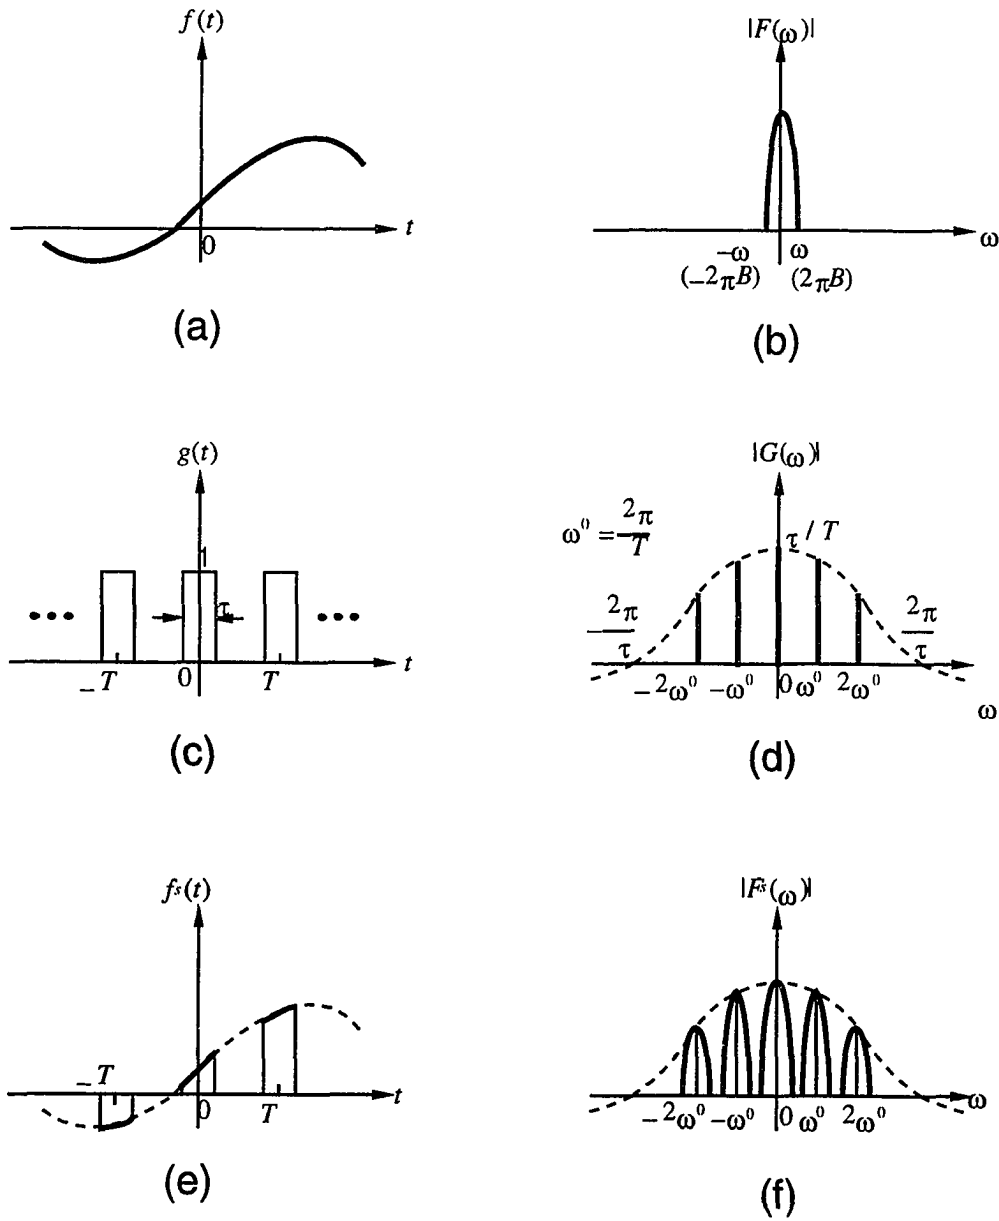 f(t)
t
0
(a)
|F(ω)|
ω
-ω ω
(-2πB) (2πB)
(b)
g(t)
1
τ
••• •••
-T 0 T t
(c)
|G(ω)|
ω⁰ = 2π/T
τ / T
-2π/τ 2π/τ
-2ω⁰ -ω⁰ 0 ω⁰ 2ω⁰
ω
(d)
fˢ(t)
-T
0 T t
(e)
|Fˢ(ω)|
-2ω⁰ -ω⁰ 0 ω⁰ 2ω⁰ ω
(f)